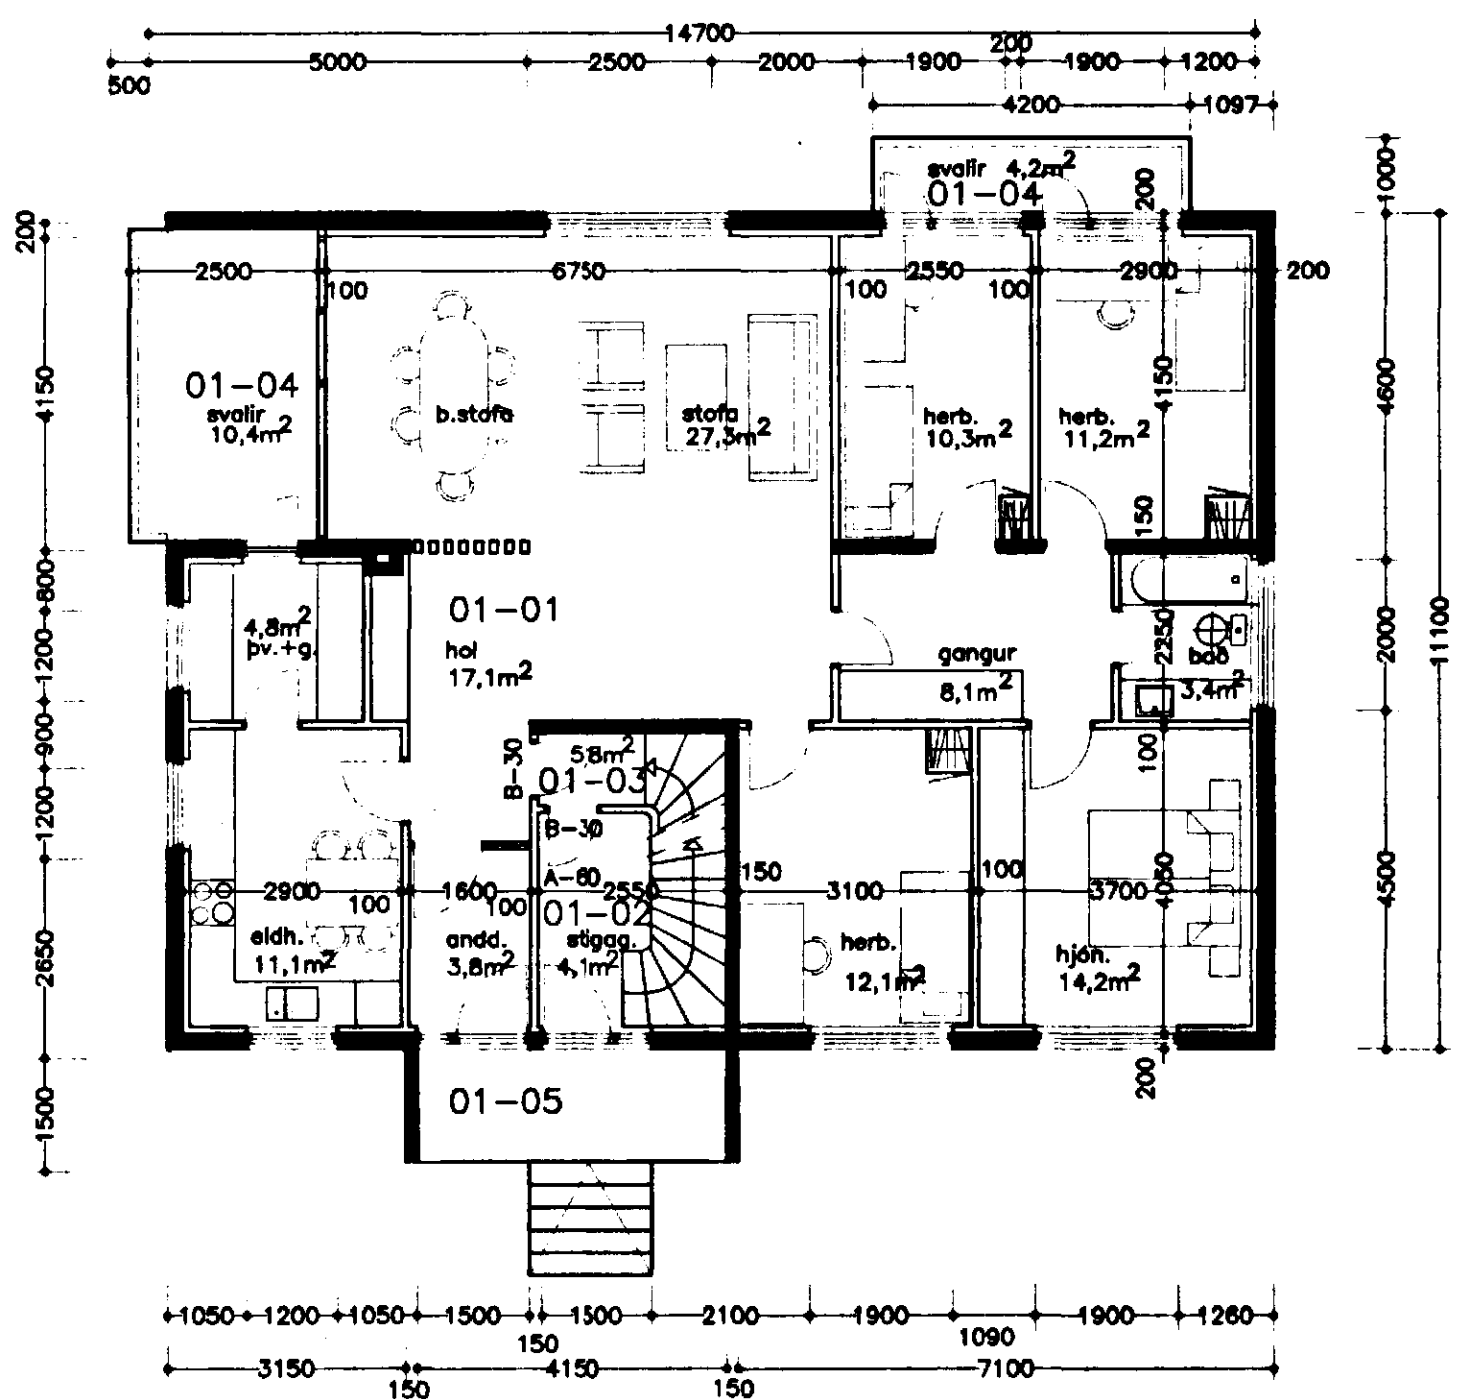 14700
200
5000 2500 2000 1900 1900 1200
500
4200 1097
svalir 4,2m²
01-04
200
1000
200
2500 6750 2550 2900 200
100 100 100
4150
4150
4600
01-04
svalir
10,4m²
b.stofa
stofa
27,3m²
herb.
10,3m²
herb.
11,2m²
150
800
01-01
hol
17,1m²
4,8m²
þv.+g.
1200
gangur
8,1m²
2250
bað
3,4m²
2000
11100
900
B-30
5,8m²
01-03
100
1200
B-30
A-60
2900 1600 2550 150 3100 100 3700 4050
100 100
4500
01-02
eldh.
11,1m²
andd.
3,8m²
stigag.
4,1m²
herb.
12,1m²
hjón.
14,2m²
2650
200
1500
01-05
1050 1200 1050 1500 1500 2100 1900 1900 1260
150 1090
3150 4150 7100
150 150